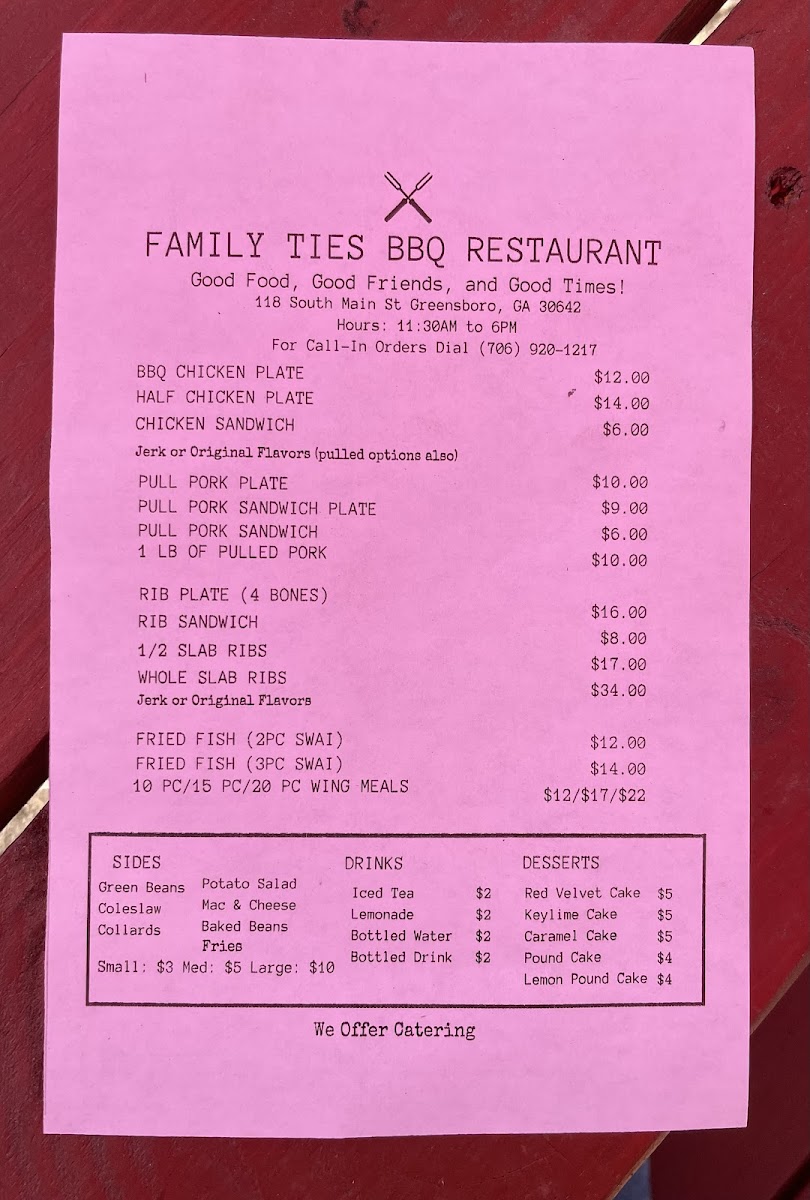 FAMILY TIES BBQ RESTAURANT
Good Food, Good Friends, and Good Times!
118 South Main St Greensboro, GA 30642
Hours: 11:30AM to 6PM
For Call-In Orders Dial (706) 920-1217
BBQ CHICKEN PLATE $12.00
HALF CHICKEN PLATE $14.00
CHICKEN SANDWICH $6.00
Jerk or Original Flavors (pulled options also)
PULL PORK PLATE $10.00
PULL PORK SANDWICH PLATE $9.00
PULL PORK SANDWICH $6.00
1 LB OF PULLED PORK $10.00
RIB PLATE (4 BONES) $16.00
RIB SANDWICH $8.00
1/2 SLAB RIBS $17.00
WHOLE SLAB RIBS $34.00
Jerk or Original Flavors
FRIED FISH (2PC SWAI) $12.00
FRIED FISH (3PC SWAI) $14.00
10 PC/15 PC/20 PC WING MEALS $12/$17/$22
SIDES
Green Beans
Coleslaw
Collards
Potato Salad
Mac & Cheese
Baked Beans
Fries
Small: $3 Med: $5 Large: $10
DRINKS
Iced Tea $2
Lemonade $2
Bottled Water $2
Bottled Drink $2
DESSERTS
Red Velvet Cake $5
Keylime Cake $5
Caramel Cake $5
Pound Cake $4
Lemon Pound Cake $4
We Offer Catering